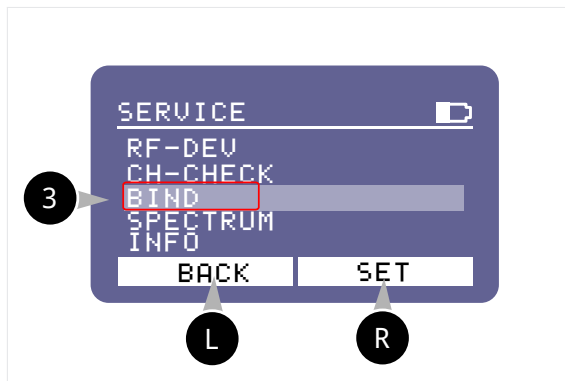 SERVICE
RF-DEV
CH-CHECK
3
BIND
SPECTRUM
INFO
BACK SET
L R